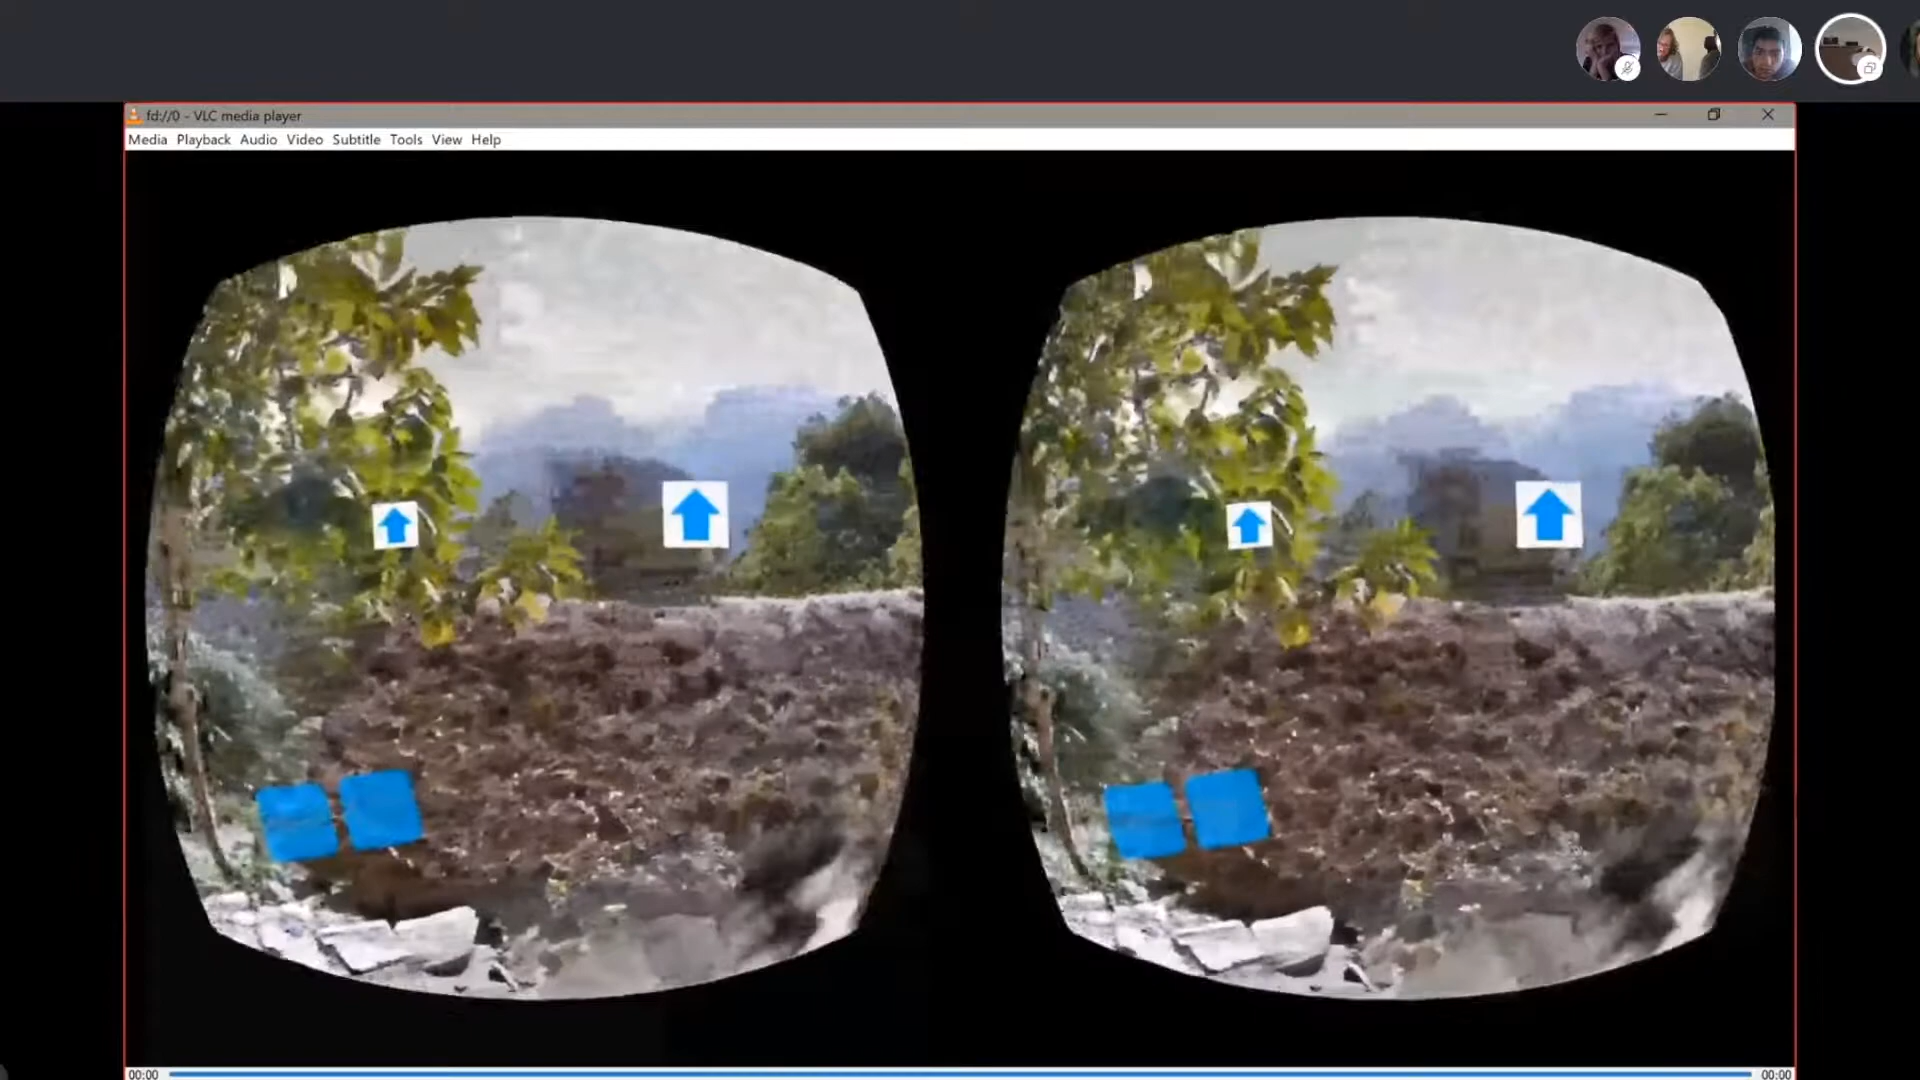 fd://0 - VLC media player
Media Playback Audio Video Subtitle Tools View Help
00:00 00:00